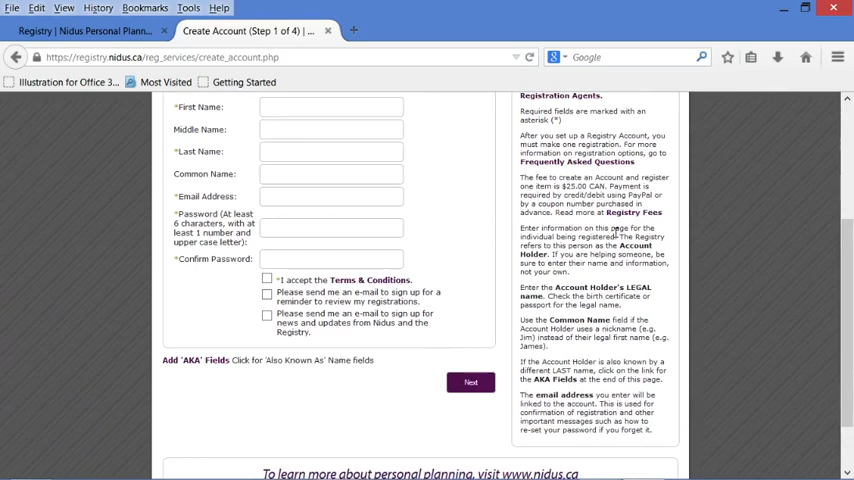 File Edit View History Bookmarks Tools Help
Registry | Nidus Personal Plann... × Create Account (Step 1 of 4) | ... × +
https://registry.nidus.ca/reg_services/create_account.php
Google
Illustration for Office 3... Most Visited Getting Started
*First Name:
Middle Name:
*Last Name:
Common Name:
*Email Address:
*Password (At least
6 characters, with at
least 1 number and
upper case letter):
*Confirm Password:
*I accept the Terms & Conditions.
Please send me an e-mail to sign up for a
reminder to review my registrations.
Please send me an e-mail to sign up for
news and updates from Nidus and the
Registry.
Add 'AKA' Fields Click for 'Also Known As' Name fields
Next
Registration Agents.
Required fields are marked with an
asterisk (*)
After you set up a Registry Account, you
must make one registration. For more
information on registration options, go to
Frequently Asked Questions
The fee to create an Account and register
one item is $25.00 CAN. Payment is
required by credit/debit using PayPal or
by a coupon number purchased in
advance. Read more at Registry Fees
Enter information on this page for the
individual being registered. The Registry
refers to this person as the Account
Holder. If you are helping someone, be
sure to enter their name and information,
not your own.
Enter the Account Holder's LEGAL
name. Check the birth certificate or
passport for the legal name.
Use the Common Name field if the
Account Holder uses a nickname (e.g.
Jim) instead of their legal first name (e.g.
James).
If the Account Holder is also known by a
different LAST name, click on the link for
the AKA Fields at the end of this page.
The email address you enter will be
linked to the account. This is used for
confirmation of registration and other
important messages such as how to
re-set your password if you forget it.
To learn more about personal planning, visit www.nidus.ca